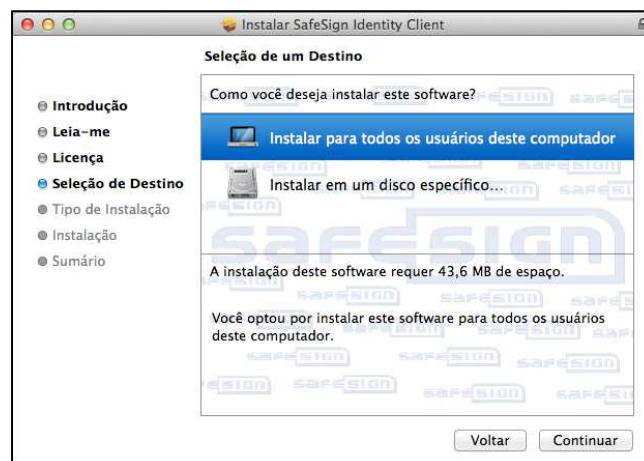 Instalar SafeSign Identity Client
Seleção de um Destino
Introdução
Leia-me
Licença
Seleção de Destino
Tipo de Instalação
Instalação
Sumário
Como você deseja instalar este software?
Instalar para todos os usuários deste computador
Instalar em um disco específico...
safesign
A instalação deste software requer 43,6 MB de espaço.
Você optou por instalar este software para todos os usuários
deste computador.
Voltar
Continuar